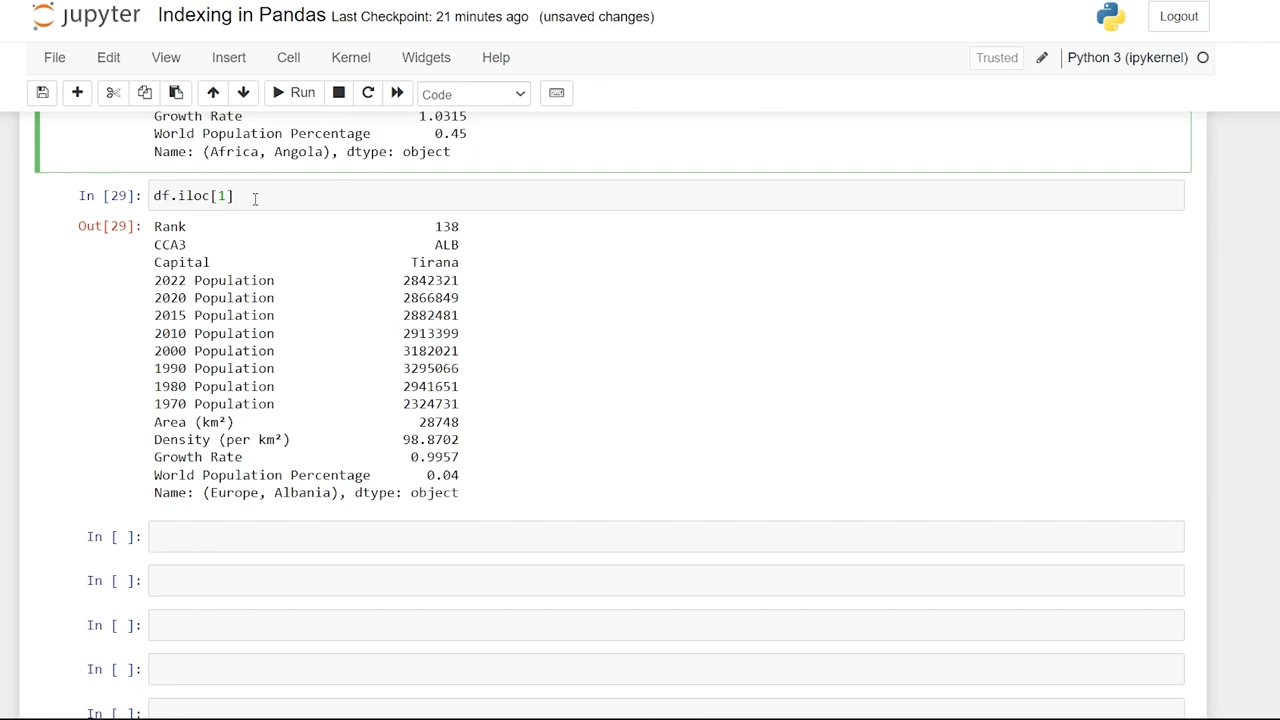 jupyter Indexing in Pandas Last Checkpoint: 21 minutes ago (unsaved changes) Logout
File Edit View Insert Cell Kernel Widgets Help Trusted Python 3 (ipykernel)
Run Code
Growth Rate 1.0315
World Population Percentage 0.45
Name: (Africa, Angola), dtype: object
In [29]: df.iloc[1]
Out[29]: Rank 138
CCA3 ALB
Capital Tirana
2022 Population 2842321
2020 Population 2866849
2015 Population 2882481
2010 Population 2913399
2000 Population 3182021
1990 Population 3295066
1980 Population 2941651
1970 Population 2324731
Area (km²) 28748
Density (per km²) 98.8702
Growth Rate 0.9957
World Population Percentage 0.04
Name: (Europe, Albania), dtype: object
In [ ]:
In [ ]:
In [ ]:
In [ ]:
In [ ]: